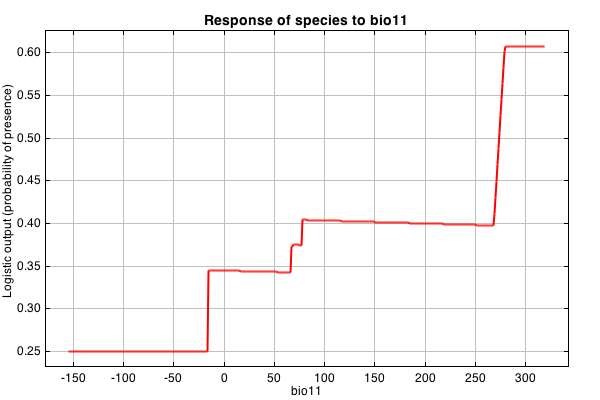 Response of species to bio11
Logistic output (probability of presence)
0.60
0.55
0.50
0.45
0.40
0.35
0.30
0.25
-150 -100 -50 0 50 100 150 200 250 300
bio11